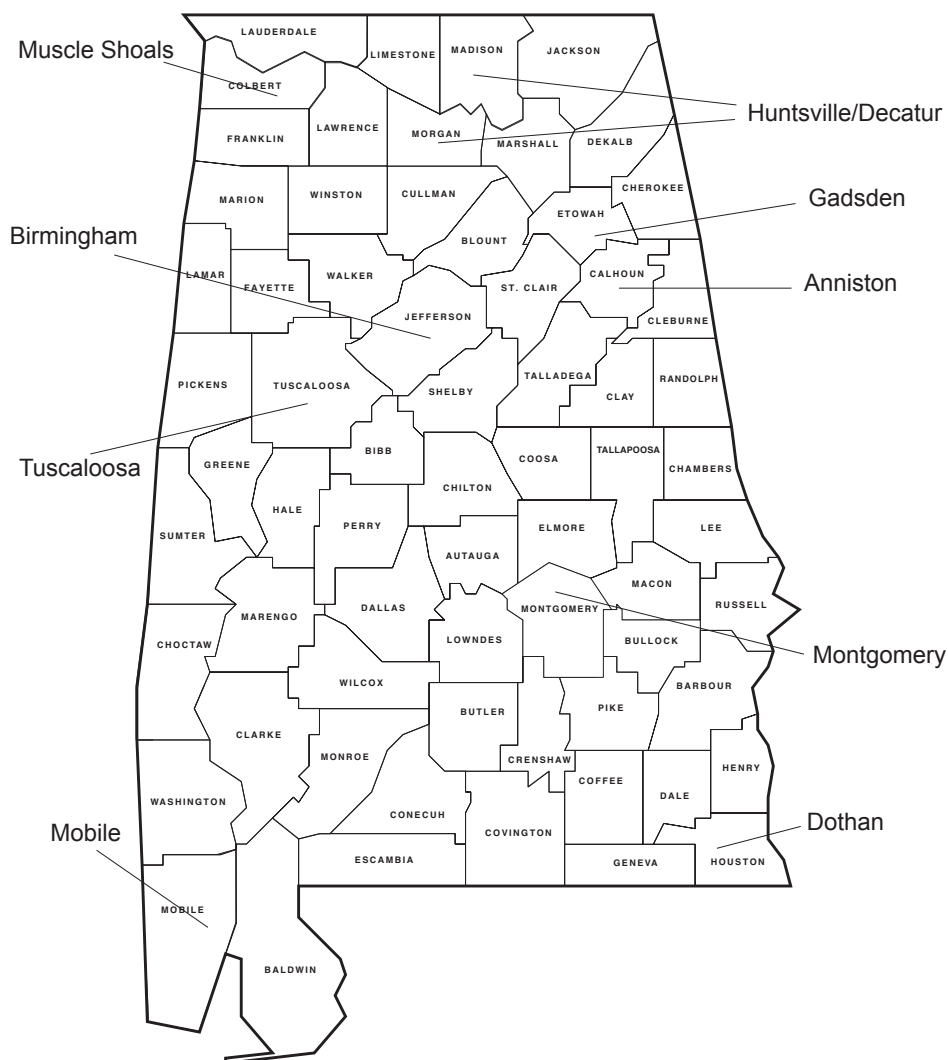 LAUDERDALE
LIMESTONE
MADISON
JACKSON
Muscle Shoals
COLBERT
Huntsville/Decatur
FRANKLIN
LAWRENCE
MORGAN
MARSHALL
DEKALB
CHEROKEE
MARION
WINSTON
CULLMAN
ETOWAH
Gadsden
Birmingham
BLOUNT
LAMAR
FAYETTE
WALKER
ST. CLAIR
CALHOUN
Anniston
JEFFERSON
CLEBURNE
PICKENS
TUSCALOOSA
SHELBY
TALLADEGA
CLAY
RANDOLPH
Tuscaloosa
GREENE
BIBB
COOSA
TALLAPOOSA
CHAMBERS
HALE
CHILTON
SUMTER
PERRY
ELMORE
LEE
AUTAUGA
MACON
RUSSELL
MARENGO
DALLAS
MONTGOMERY
CHOCTAW
LOWNDES
BULLOCK
Montgomery
WILCOX
BARBOUR
CLARKE
BUTLER
PIKE
MONROE
CRENSHAW
COFFEE
HENRY
WASHINGTON
CONECUH
DALE
Mobile
COVINGTON
Dothan
ESCAMBIA
GENEVA
HOUSTON
MOBILE
BALDWIN